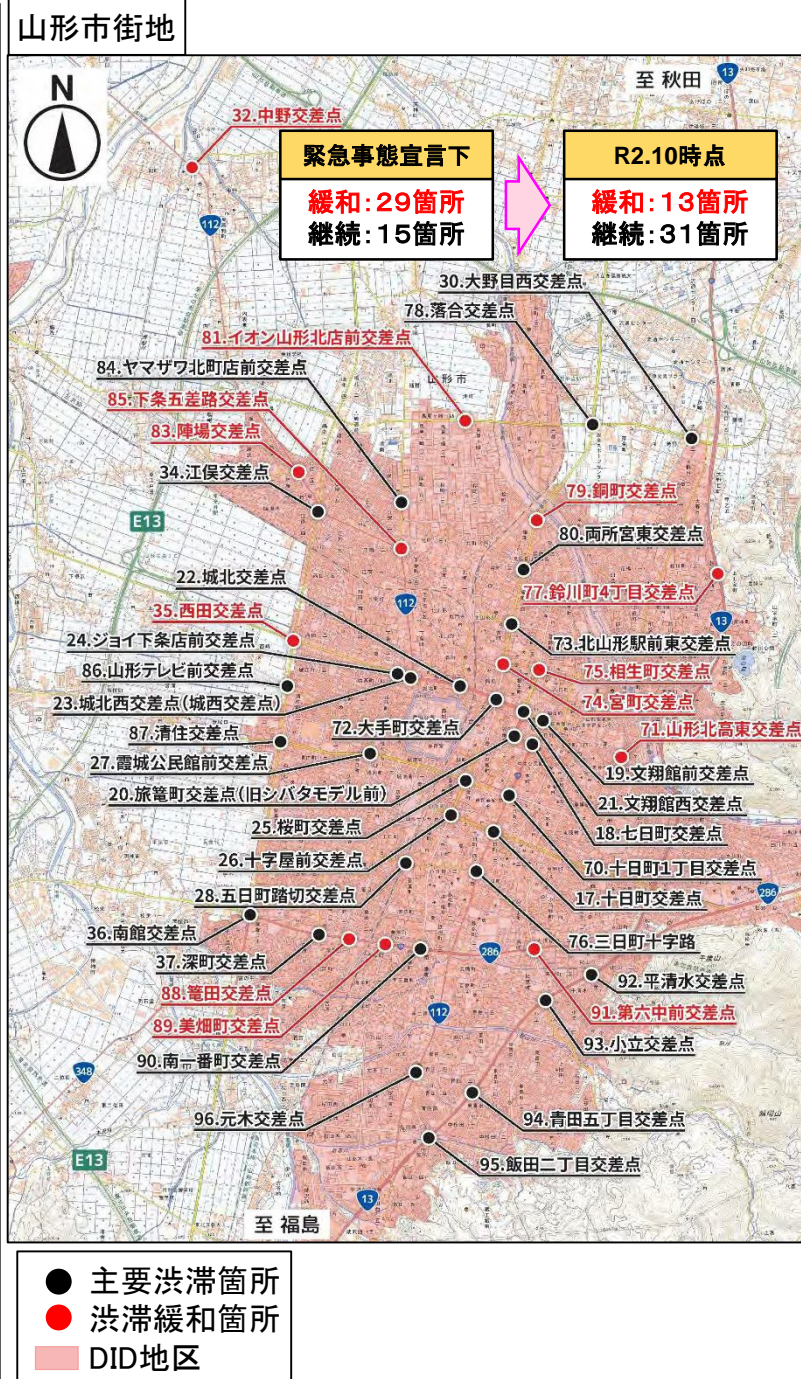 山形市街地
N
至 秋田
13
32.中野交差点
緊急事態宣言下
緩和:29箇所
継続:15箇所
R2.10時点
緩和:13箇所
継続:31箇所
112
30.大野目西交差点
78.落合交差点
81.イオン山形北店前交差点
84.ヤマザワ北町店前交差点
山形市
85.下条五差路交差点
83.陣場交差点
34.江俣交差点
79.銅町交差点
E13
80.両所宮東交差点
22.城北交差点
77.鈴川町4丁目交差点
112
35.西田交差点
13
24.ジョイ下条店前交差点
73.北山形駅前東交差点
86.山形テレビ前交差点
75.相生町交差点
23.城北西交差点(城西交差点)
74.宮町交差点
87.清住交差点
72.大手町交差点
71.山形北高東交差点
27.霞城公民館前交差点
19.文翔館前交差点
20.旅篭町交差点(旧シバタモデル前)
21.文翔館西交差点
25.桜町交差点
18.七日町交差点
26.十字屋前交差点
70.十日町1丁目交差点
28.五日町踏切交差点
17.十日町交差点
286
36.南館交差点
76.三日町十字路
37.深町交差点
286
92.平清水交差点
88.篭田交差点
91.第六中前交差点
89.美畑町交差点
112
93.小立交差点
90.南一番町交差点
348
96.元木交差点
94.青田五丁目交差点
E13
95.飯田二丁目交差点
13
至 福島
主要渋滞箇所
渋滞緩和箇所
DID地区